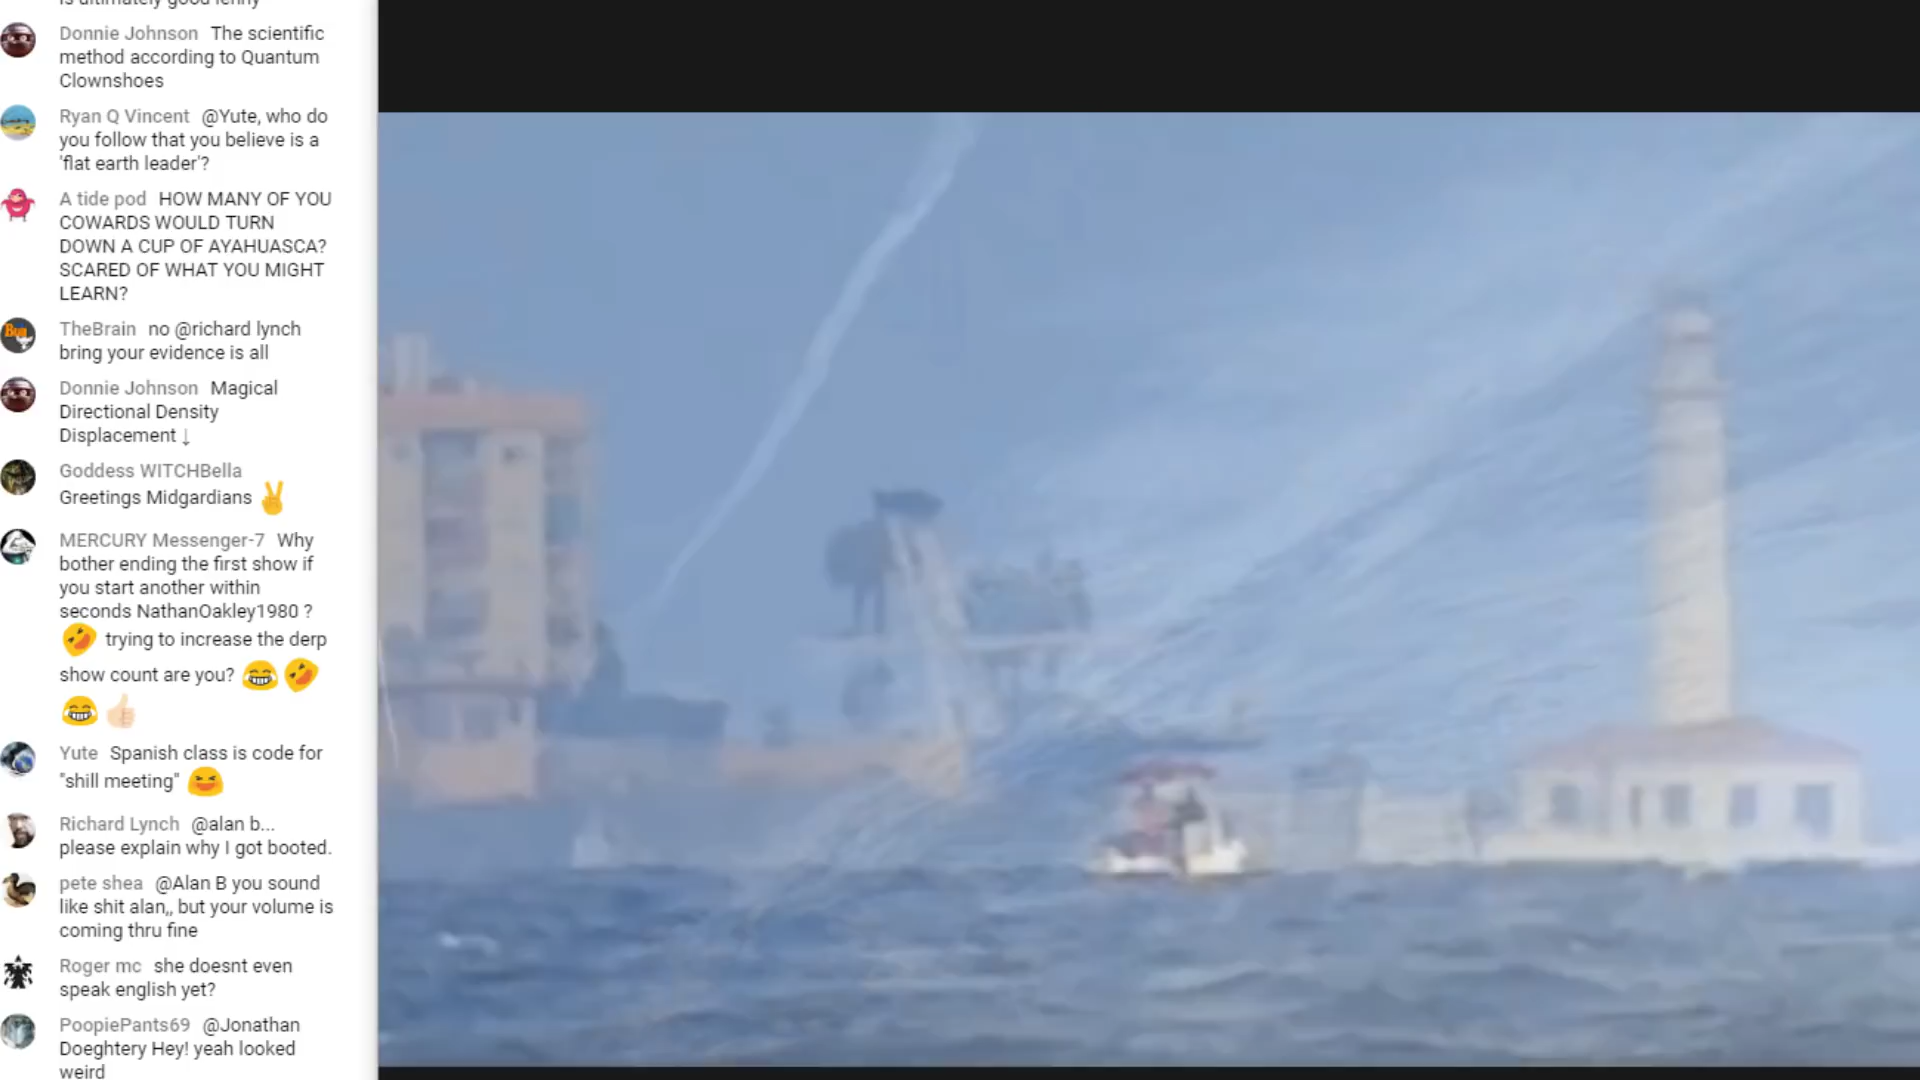 is ultimately good lenny
Donnie Johnson The scientific
method according to Quantum
Clownshoes
Ryan Q Vincent @Yute, who do
you follow that you believe is a
'flat earth leader'?
A tide pod HOW MANY OF YOU
COWARDS WOULD TURN
DOWN A CUP OF AYAHUASCA?
SCARED OF WHAT YOU MIGHT
LEARN?
TheBrain no @richard lynch
bring your evidence is all
Donnie Johnson Magical
Directional Density
Displacement ↓
Goddess WITCHBella
Greetings Midgardians ✌
MERCURY Messenger-7 Why
bother ending the first show if
you start another within
seconds NathanOakley1980 ?
🤣 trying to increase the derp
show count are you? 😂🤣
😂👍🏻
Yute Spanish class is code for
"shill meeting" 😆
Richard Lynch @alan b...
please explain why I got booted.
pete shea @Alan B you sound
like shit alan,, but your volume is
coming thru fine
Roger mc she doesnt even
speak english yet?
PoopiePants69 @Jonathan
Doeghtery Hey! yeah looked
weird